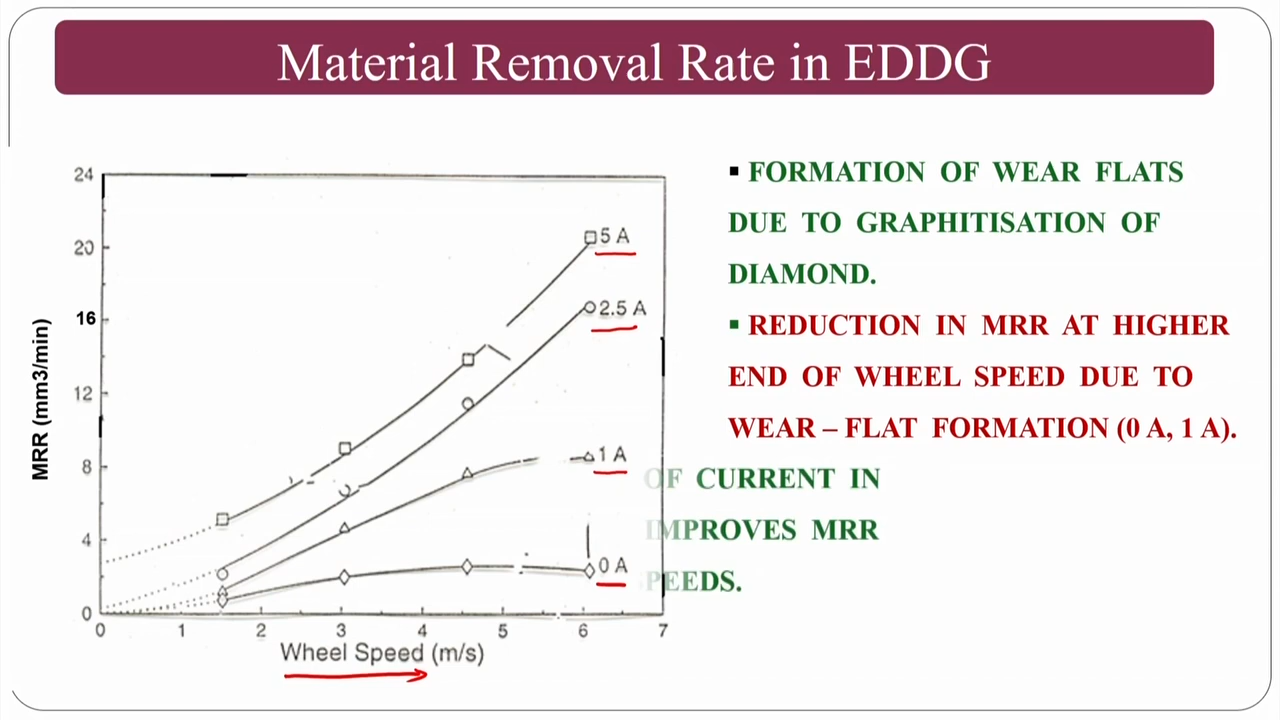 Material Removal Rate in EDDG
▪ FORMATION OF WEAR FLATS
DUE TO GRAPHITISATION OF
DIAMOND.
▪ REDUCTION IN MRR AT HIGHER
END OF WHEEL SPEED DUE TO
WEAR – FLAT FORMATION (0 A, 1 A).
OF CURRENT IN
IMPROVES MRR
SPEEDS.
MRR (mm3/min)
24
20
16
12
8
4
0
5 A
2.5 A
1 A
0 A
0 1 2 3 4 5 6 7
Wheel Speed (m/s)